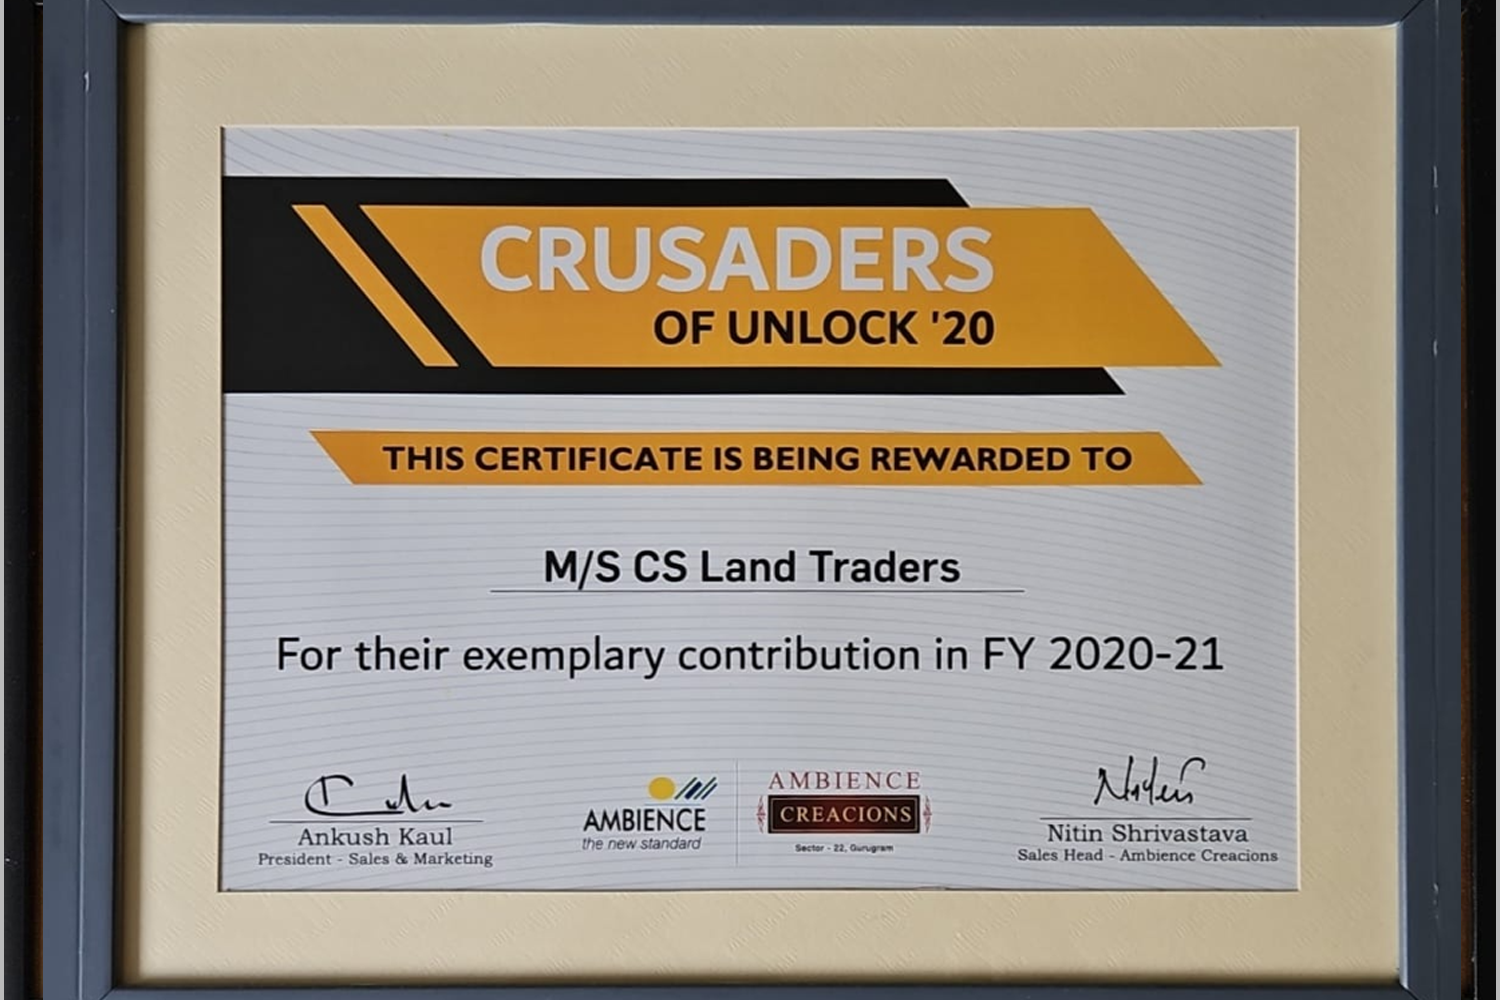 CRUSADERS
OF UNLOCK '20
THIS CERTIFICATE IS BEING REWARDED TO
M/S CS Land Traders
For their exemplary contribution in FY 2020-21
Ankush Kaul
President - Sales & Marketing
AMBIENCE
the new standard
AMBIENCE
CREACIONS
Sector - 22, Gurugram
Nitin Shrivastava
Sales Head - Ambience Creacions